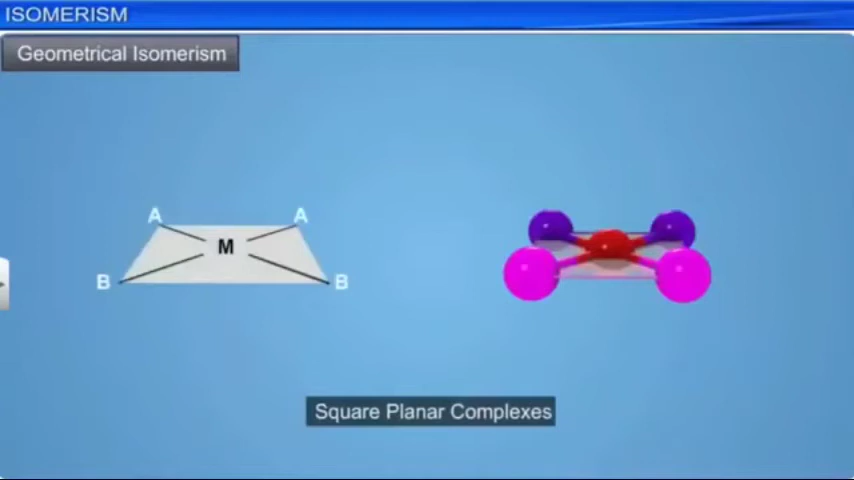 ISOMERISM
Geometrical Isomerism
A A
M
B B
Square Planar Complexes